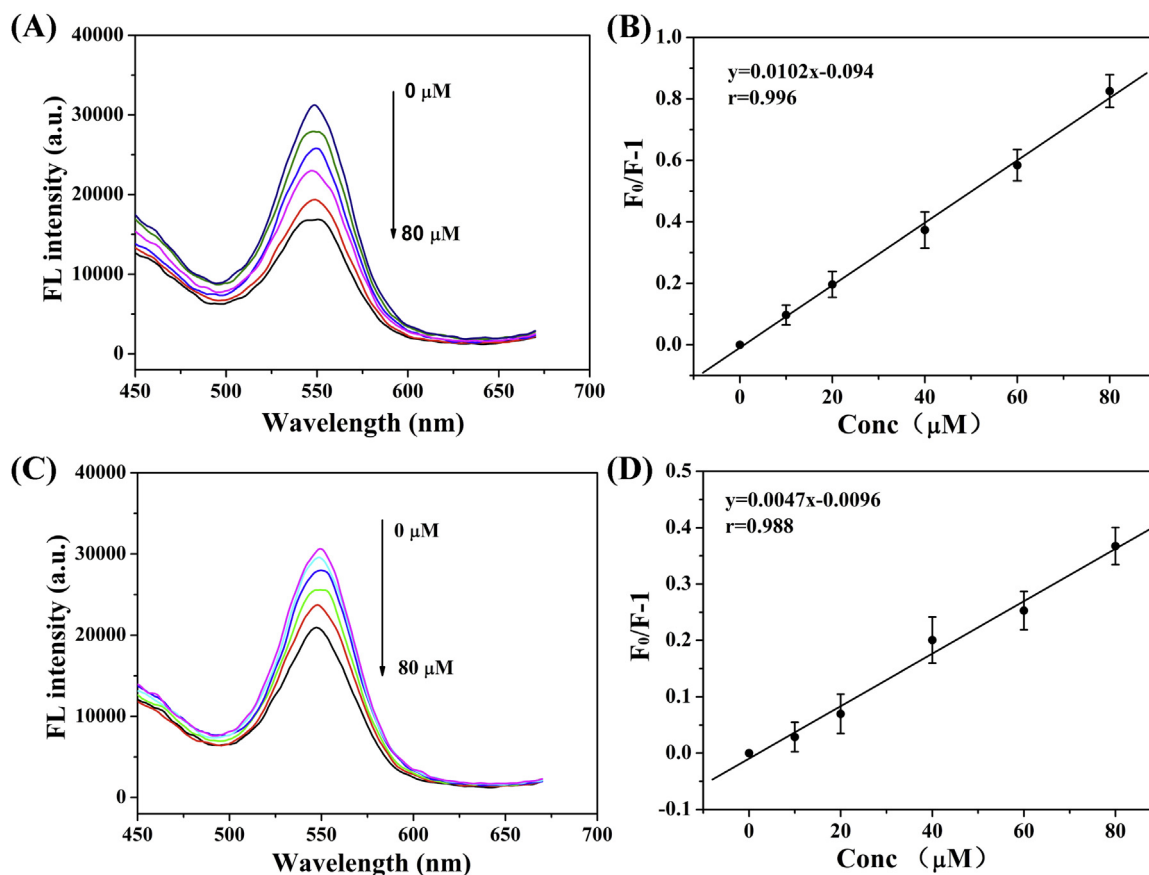 (A)
40000
30000
20000
10000
0
FL intensity (a.u.)
0 μM
80 μM
450 500 550 600 650 700
Wavelength (nm)
(B)
1.0
0.8
0.6
0.4
0.2
0.0
F₀/F-1
y=0.0102x-0.094
r=0.996
0 20 40 60 80
Conc (μM)
(C)
40000
30000
20000
10000
0
FL intensity (a.u.)
0 μM
80 μM
450 500 550 600 650 700
Wavelength (nm)
(D)
0.5
0.4
0.3
0.2
0.1
0.0
-0.1
F₀/F-1
y=0.0047x-0.0096
r=0.988
0 20 40 60 80
Conc (μM)